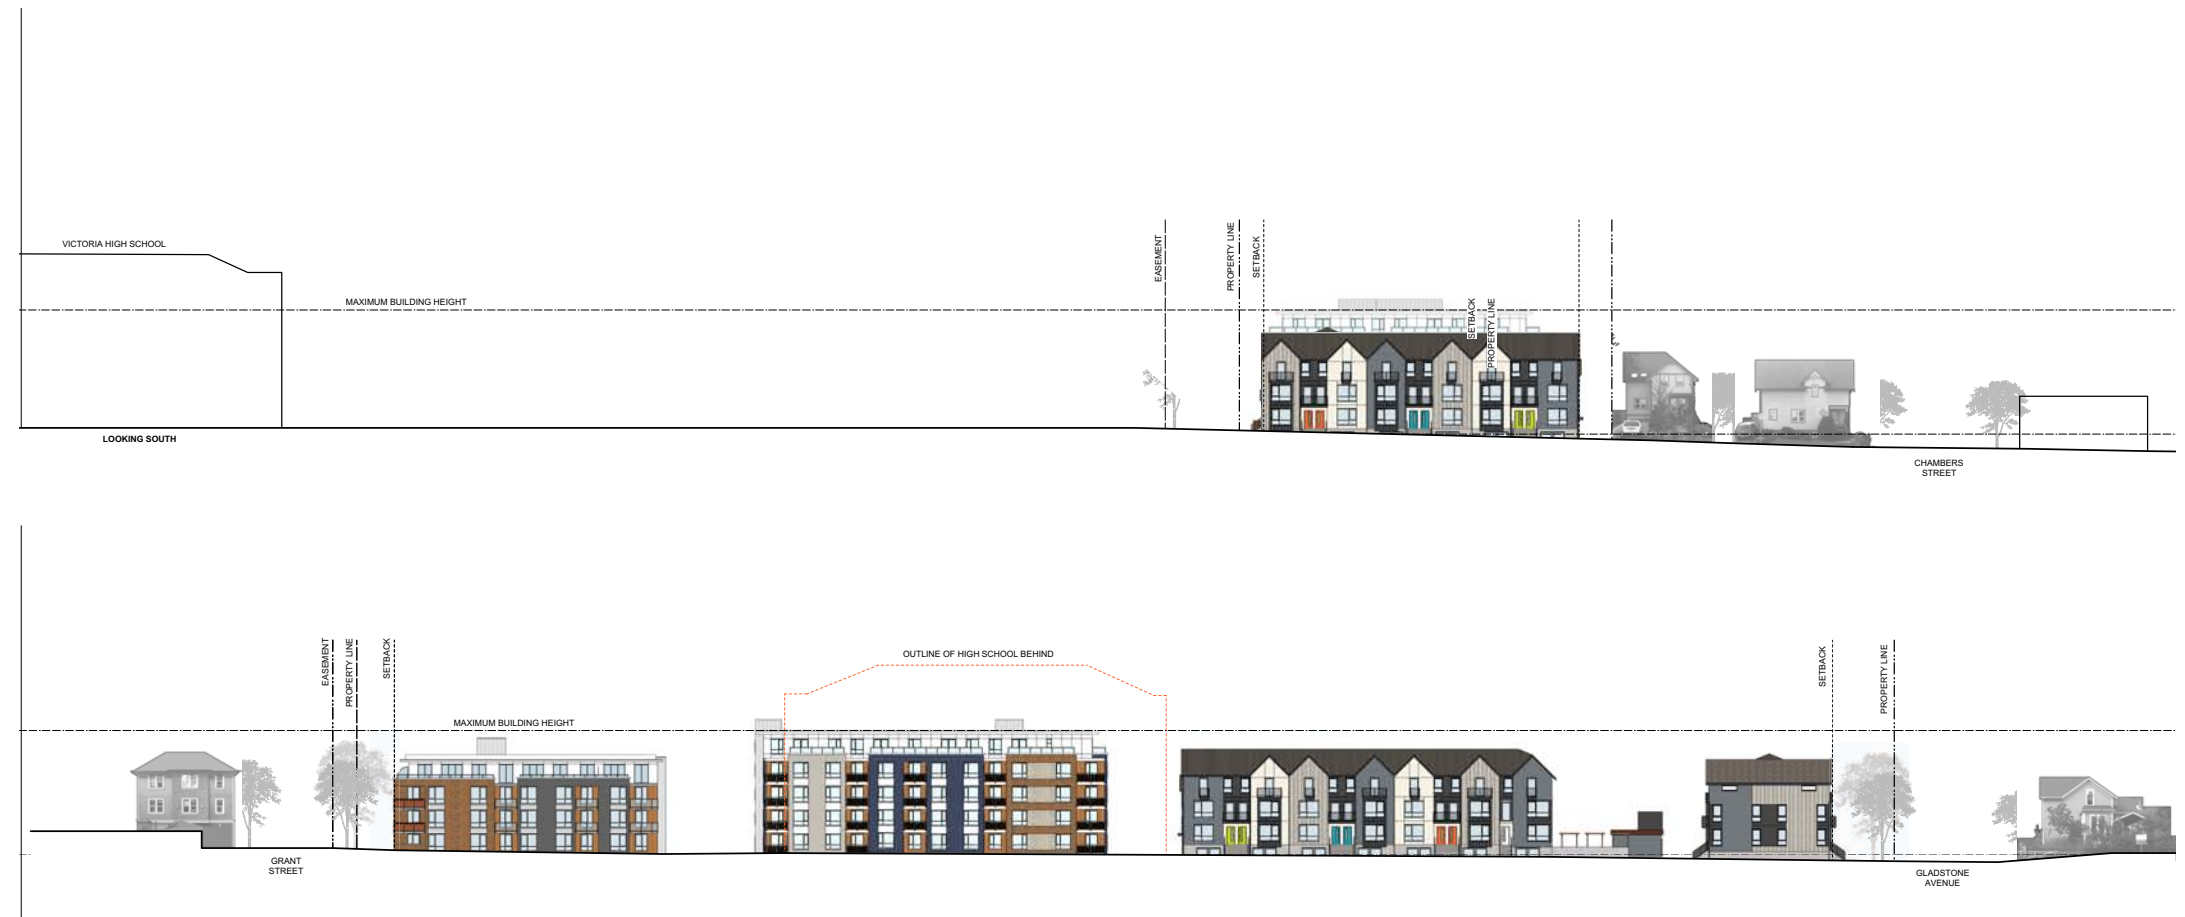 VICTORIA HIGH SCHOOL
MAXIMUM BUILDING HEIGHT
EASEMENT
PROPERTY LINE
SETBACK
SETBACK
PROPERTY LINE
LOOKING SOUTH
CHAMBERS
STREET
EASEMENT
PROPERTY LINE
SETBACK
OUTLINE OF HIGH SCHOOL BEHIND
SETBACK
PROPERTY LINE
MAXIMUM BUILDING HEIGHT
GRANT
STREET
GLADSTONE
AVENUE